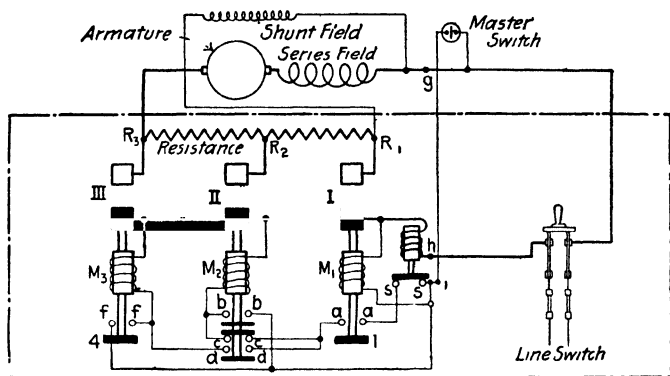 Armature
Shunt Field
Series Field
Master
Switch
g
R3
Resistance
R2
R1
III
II
I
h
M3
M2
M1
s s
f f
b b
a a
c c
d d
4
1
Line Switch